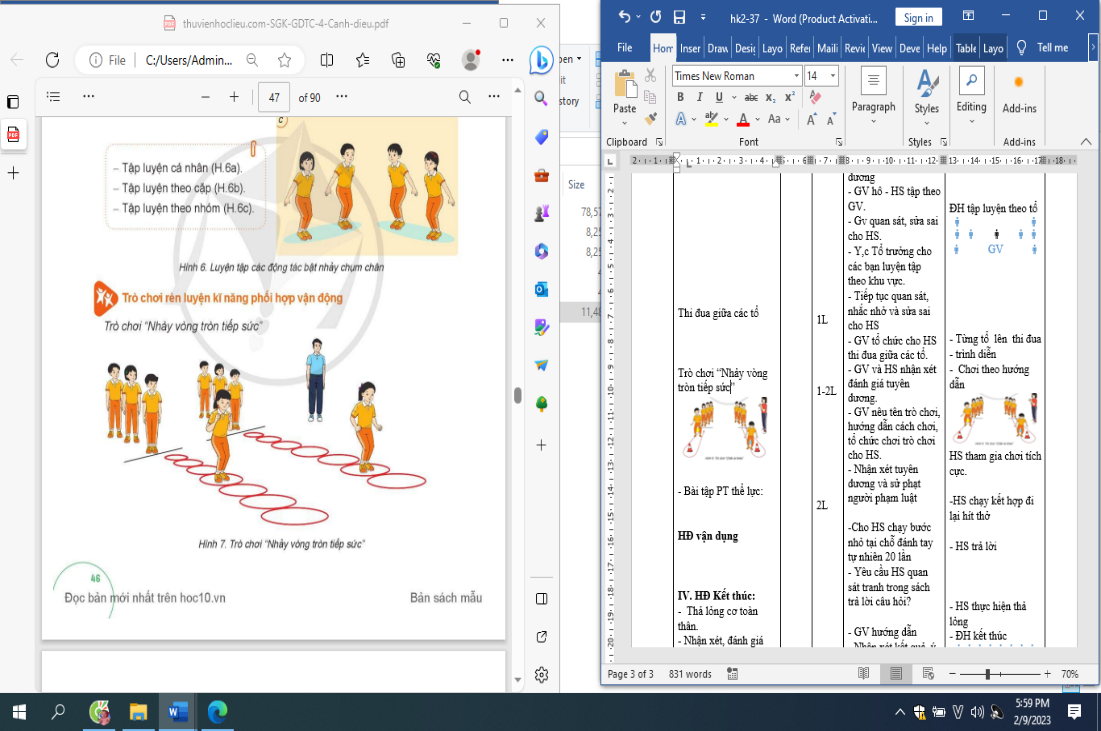 thuvienhoclieu.com-SGK-GDTC-4-Canh-dieu.pdf
File
C:/Users/Admin...
47
of 90
c
– Tập luyện cá nhân (H.6a).
– Tập luyện theo cặp (H.6b).
– Tập luyện theo nhóm (H.6c).
Hình 6. Luyện tập các động tác bật nhảy chụm chân
Trò chơi rèn luyện kĩ năng phối hợp vận động
Trò chơi “Nhảy vòng tròn tiếp sức”
Hình 7. Trò chơi “Nhảy vòng tròn tiếp sức”
46
Đọc bản mới nhất trên hoc10.vn
Bản sách mẫu
Size
hk2-37 - Word (Product Activati...
Sign in
File
Hom
Inser
Draw
Desig
Layo
Refer
Maili
Revie
View
Deve
Help
Table
Layo
Tell me
Times New Roman
14
Paste
Paragraph
Styles
Editing
Add-ins
Clipboard
Font
Styles
Add-ins
Thi đua giữa các tổ
Trò chơi “Nhảy vòng
tròn tiếp sức”
- Bài tập PT thể lực:
HĐ vận dụng
IV. HĐ Kết thúc:
- Thả lỏng cơ toàn
thân.
- Nhận xét, đánh giá
1L
1-2L
2L
dương
- GV hô - HS tập theo
GV.
- Gv quan sát, sửa sai
cho HS.
- Y,c Tổ trưởng cho
các bạn luyện tập
theo khu vực.
- Tiếp tục quan sát,
nhắc nhở và sửa sai
cho HS
- GV tổ chức cho HS
thi đua giữa các tổ.
- GV và HS nhận xét
đánh giá tuyên
dương.
- GV nêu tên trò chơi,
hướng dẫn cách chơi,
tổ chức chơi trò chơi
cho HS.
- Nhận xét tuyên
dương và sử phạt
người phạm luật
-Cho HS chạy bước
nhỏ tại chỗ đánh tay
tự nhiên 20 lần
- Yêu cầu HS quan
sát tranh trong sách
trả lời câu hỏi?
- GV hướng dẫn
ĐH tập luyện theo tổ
GV
- Từng tổ lên thi đua
- trình diễn
- Chơi theo hướng
dẫn
HS tham gia chơi tích
cực.
-HS chạy kết hợp đi
lại hít thở
- HS trả lời
- HS thực hiện thả
lỏng
- ĐH kết thúc
Page 3 of 3
831 words
70%
5:59 PM
2/9/2023